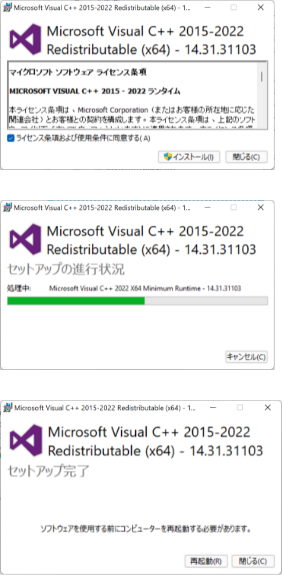 Microsoft Visual C++ 2015-2022 Redistributable (x64) - 1...
Microsoft Visual C++ 2015-2022
Redistributable (x64) - 14.31.31103
マイクロソフト ソフトウェア ライセンス条項
MICROSOFT VISUAL C++ 2015 - 2022 ランタイム
本ライセンス条項は、Microsoft Corporation (またはお客様の所在地に応じた
関連会社) とお客様との契約を構成します。本ライセンス条項は、上記のソフト
ライセンス条項および使用条件に同意する(A)
インストール(I)
閉じる(C)
Microsoft Visual C++ 2015-2022 Redistributable (x64) - 1...
Microsoft Visual C++ 2015-2022
Redistributable (x64) - 14.31.31103
セットアップの進行状況
処理中: Microsoft Visual C++ 2022 X64 Minimum Runtime - 14.31.31103
キャンセル(C)
Microsoft Visual C++ 2015-2022 Redistributable (x64) - 1...
Microsoft Visual C++ 2015-2022
Redistributable (x64) - 14.31.31103
セットアップ完了
ソフトウェアを使用する前にコンピューターを再起動する必要があります。
再起動(R)
閉じる(C)